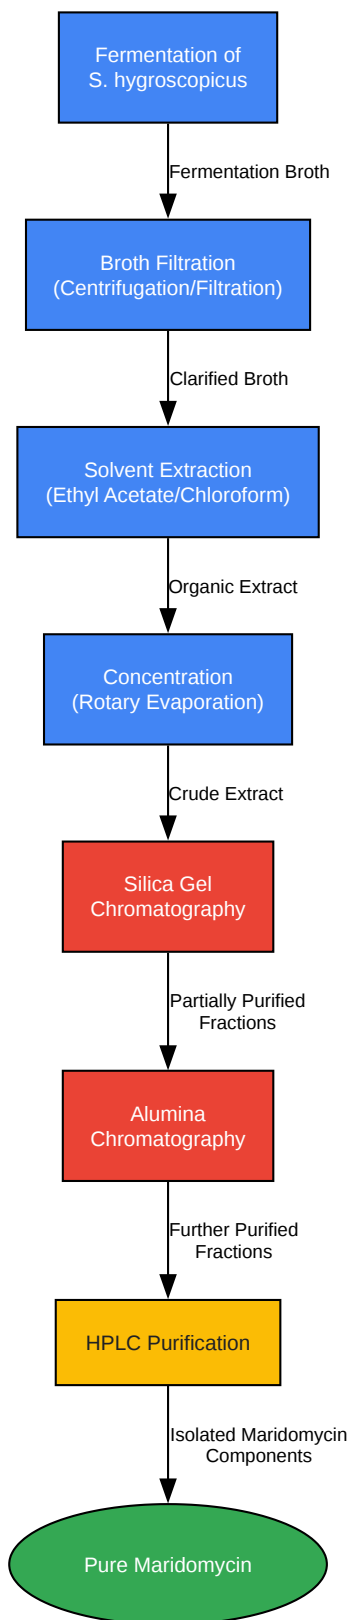 Fermentation of
S. hygroscopicus
Fermentation Broth
Broth Filtration
(Centrifugation/Filtration)
Clarified Broth
Solvent Extraction
(Ethyl Acetate/Chloroform)
Organic Extract
Concentration
(Rotary Evaporation)
Crude Extract
Silica Gel
Chromatography
Partially Purified
Fractions
Alumina
Chromatography
Further Purified
Fractions
HPLC Purification
Isolated Maridomycin
Components
Pure Maridomycin